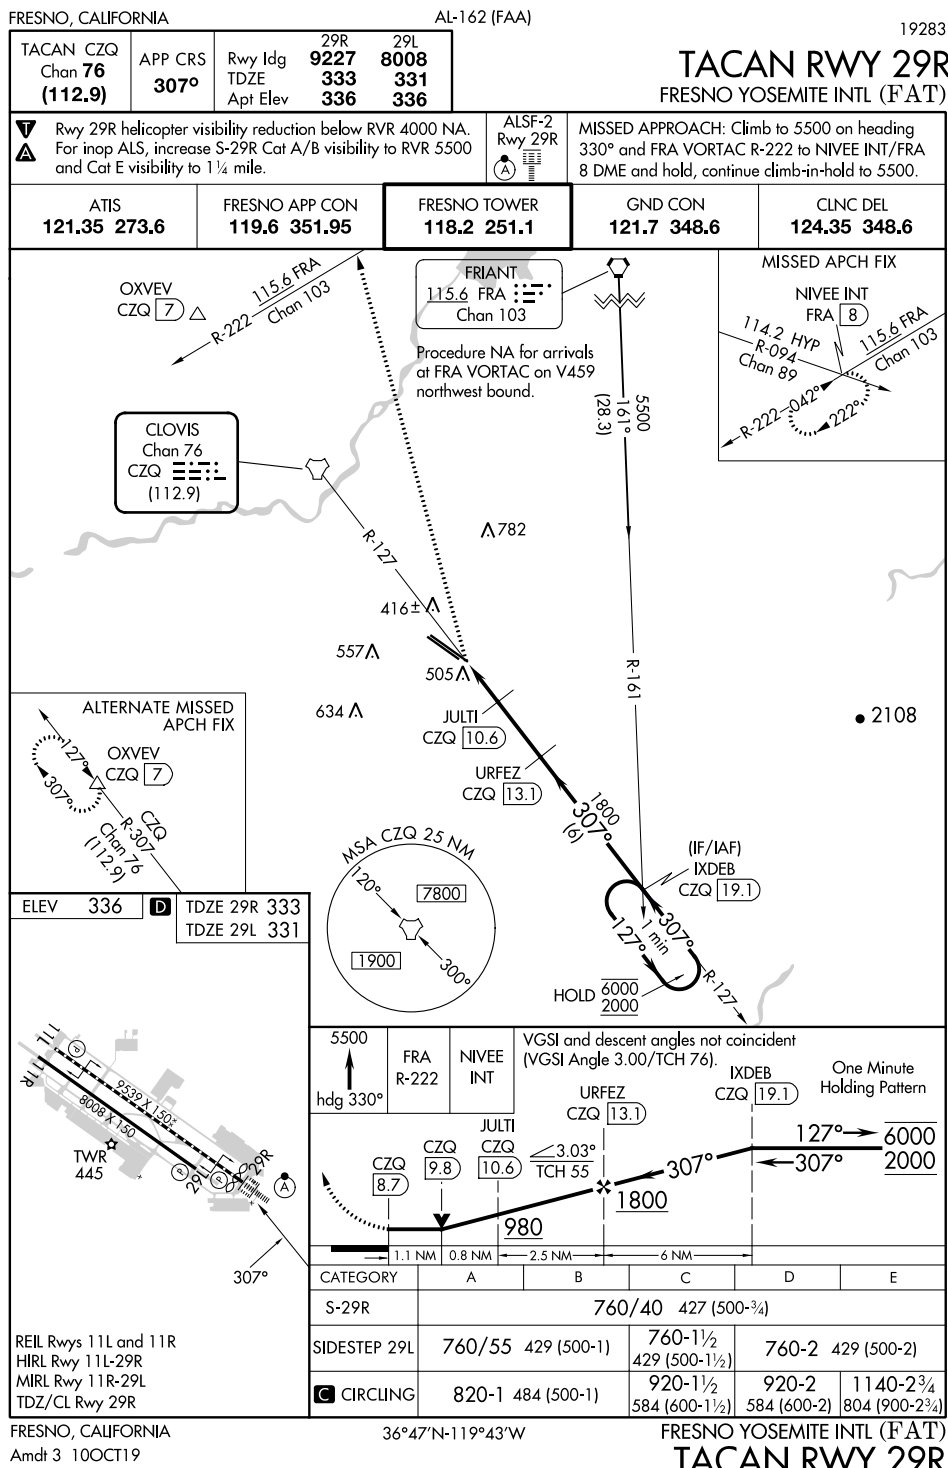 FRESNO, CALIFORNIA
AL-162 (FAA)
19283
TACAN CZQ
Chan 76
(112.9)
APP CRS
307°
29R 29L
Rwy ldg 9227 8008
TDZE 333 331
Apt Elev 336 336
TACAN RWY 29R
FRESNO YOSEMITE INTL (FAT)
T
A
Rwy 29R helicopter visibility reduction below RVR 4000 NA.
For inop ALS, increase S-29R Cat A/B visibility to RVR 5500
and Cat E visibility to 1¼ mile.
ALSF-2
Rwy 29R
A
MISSED APPROACH: Climb to 5500 on heading
330° and FRA VORTAC R-222 to NIVEE INT/FRA
8 DME and hold, continue climb-in-hold to 5500.
ATIS
121.35 273.6
FRESNO APP CON
119.6 351.95
FRESNO TOWER
118.2 251.1
GND CON
121.7 348.6
CLNC DEL
124.35 348.6
OXVEV
CZQ 7
115.6 FRA
R-222 Chan 103
FRIANT
115.6 FRA
Chan 103
Procedure NA for arrivals
at FRA VORTAC on V459
northwest bound.
5500
161°
(28.3)
MISSED APCH FIX
NIVEE INT
FRA 8
114.2 HYP
R-094
Chan 89
115.6 FRA
Chan 103
R-222
042°
222°
CLOVIS
Chan 76
CZQ
(112.9)
R-127
782
416±
557
505
634
R-161
2108
JULTI
CZQ 10.6
URFEZ
CZQ 13.1
1800
307°
(6)
(IF/IAF)
IXDEB
CZQ 19.1
307°
1 min
127°
R-127
HOLD 6000
2000
ALTERNATE MISSED
APCH FIX
OXVEV
CZQ 7
127°
307°
CZQ
R-307
Chan 76
(112.9)
MSA CZQ 25 NM
120°
7800
1900
300°
ELEV 336
D
TDZE 29R 333
TDZE 29L 331
11L
11R
9539 X 150
8008 X 150
P
P
P
TWR
445
29L
29R
A
307°
REIL Rwys 11L and 11R
HIRL Rwy 11L-29R
MIRL Rwy 11R-29L
TDZ/CL Rwy 29R
5500
hdg 330°
FRA
R-222
NIVEE
INT
VGSI and descent angles not coincident
(VGSI Angle 3.00/TCH 76).
URFEZ
CZQ 13.1
IXDEB
CZQ 19.1
One Minute
Holding Pattern
JULTI
CZQ
10.6
CZQ
9.8
CZQ
8.7
3.03°
TCH 55
307°
127°
307°
6000
2000
1800
980
1.1 NM
0.8 NM
2.5 NM
6 NM
CATEGORY A B C D E
S-29R 760/40 427 (500-¾)
SIDESTEP 29L 760/55 429 (500-1) 760-1½ 429 (500-1½) 760-2 429 (500-2)
C CIRCLING 820-1 484 (500-1) 920-1½ 584 (600-1½) 920-2 584 (600-2) 1140-2¾ 804 (900-2¾)
FRESNO, CALIFORNIA
Amdt 3 10OCT19
36°47'N-119°43'W
FRESNO YOSEMITE INTL (FAT)
TACAN RWY 29R